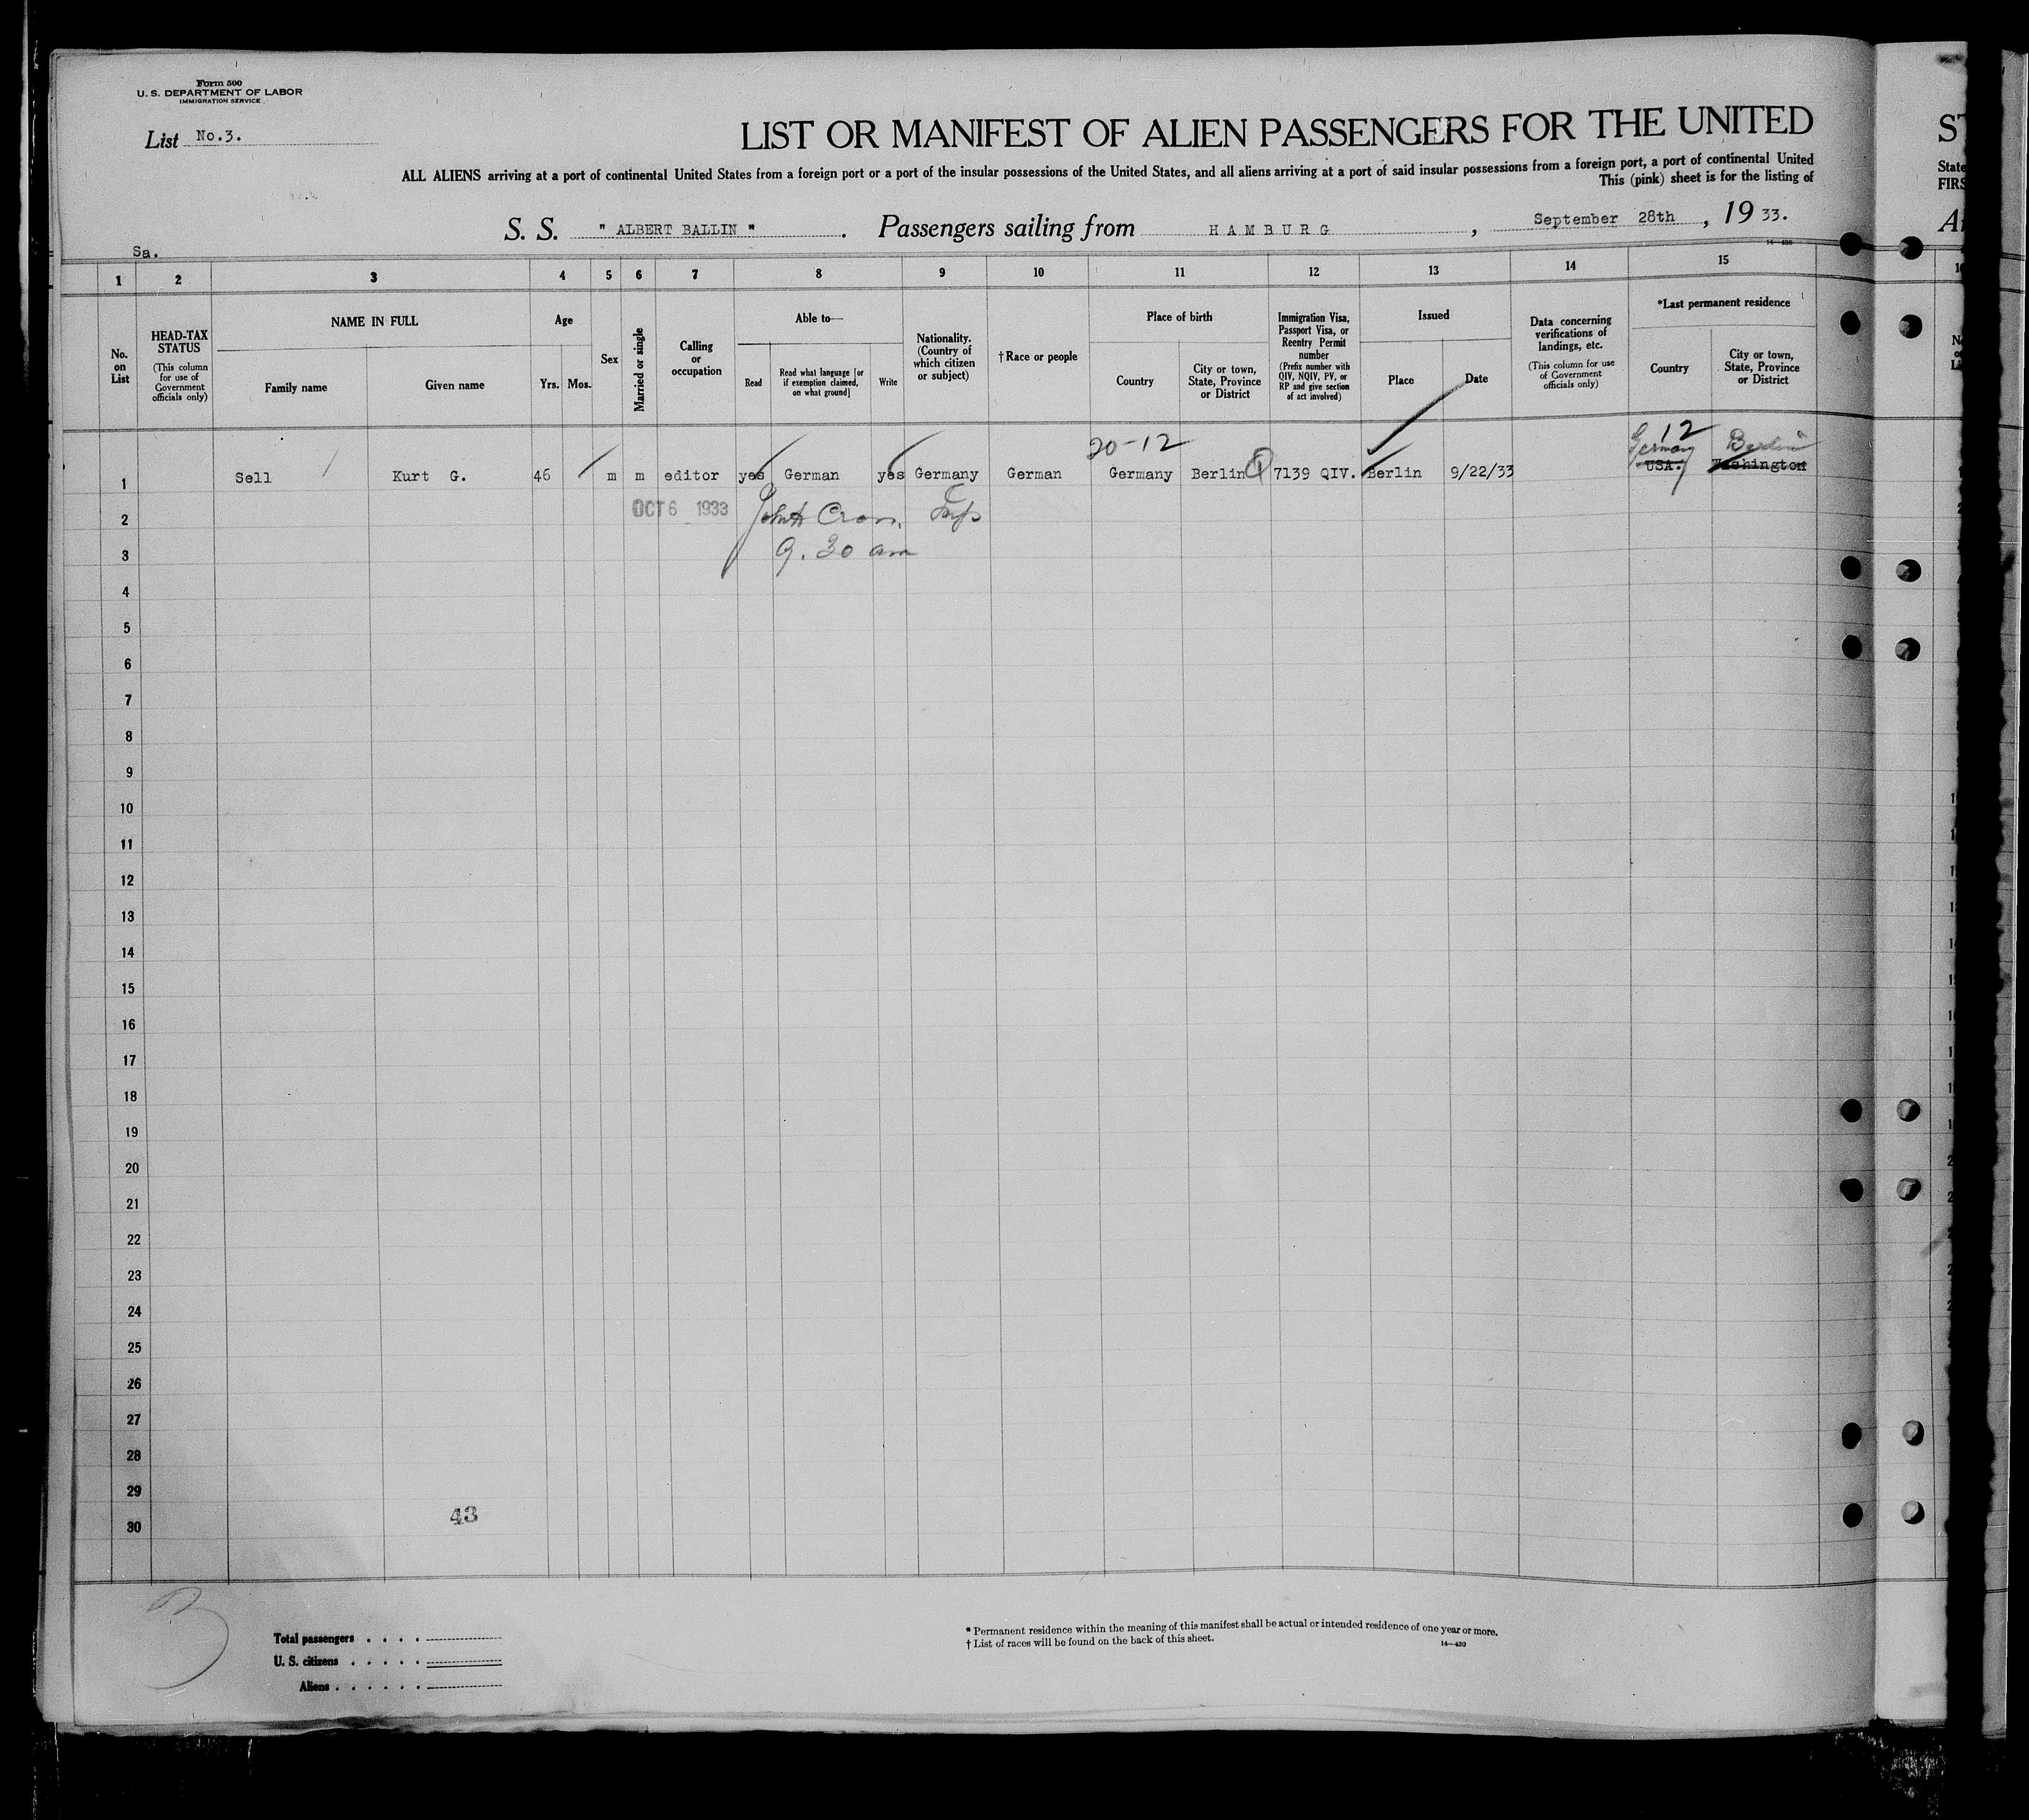 Form 500
U. S. DEPARTMENT OF LABOR
IMMIGRATION SERVICE
List No.3.
LIST OR MANIFEST OF ALIEN PASSENGERS FOR THE UNITED
ALL ALIENS arriving at a port of continental United States from a foreign port or a port of the insular possessions of the United States, and all aliens arriving at a port of said insular possessions from a foreign port, a port of continental United
This (pink) sheet is for the listing of
State
FIRS
S. S. " ALBERT BALLIN ". Passengers sailing from HAMBURG, September 28th, 19 33.
Sa.
14—430
1 2 3 4 5 6 7 8 9 10 11 12 13 14 15
No. on List
HEAD-TAX STATUS
(This column for use of Government officials only)
NAME IN FULL
Family name
Given name
Age
Yrs. Mos.
Sex
Married or single
Calling or occupation
Able to—
Read
Read what language [or if exemption claimed, on what ground]
Write
Nationality. (Country of which citizen or subject)
†Race or people
Place of birth
Country
City or town, State, Province or District
Immigration Visa, Passport Visa, or Reentry Permit number
(Prefix number with QIV, NQIV, PV, or RP and give section of act involved)
Issued
Place
Date
Data concerning verifications of landings, etc.
(This column for use of Government officials only)
*Last permanent residence
Country
City or town, State, Province or District
20-12
12
Germany Berlin
1 Sell Kurt G. 46 m m editor yes German yes Germany German Germany Berlin 7139 QIV. Berlin 9/22/33 USA. Washington
2 OCT 6 1933
3 9.30 am
4
5
6
7
8
9
10
11
12
13
14
15
16
17
18
19
20
21
22
23
24
25
26
27
28
29
43
30
3
Total passengers
U. S. citizens
Aliens
* Permanent residence within the meaning of this manifest shall be actual or intended residence of one year or more.
† List of races will be found on the back of this sheet.
14—430